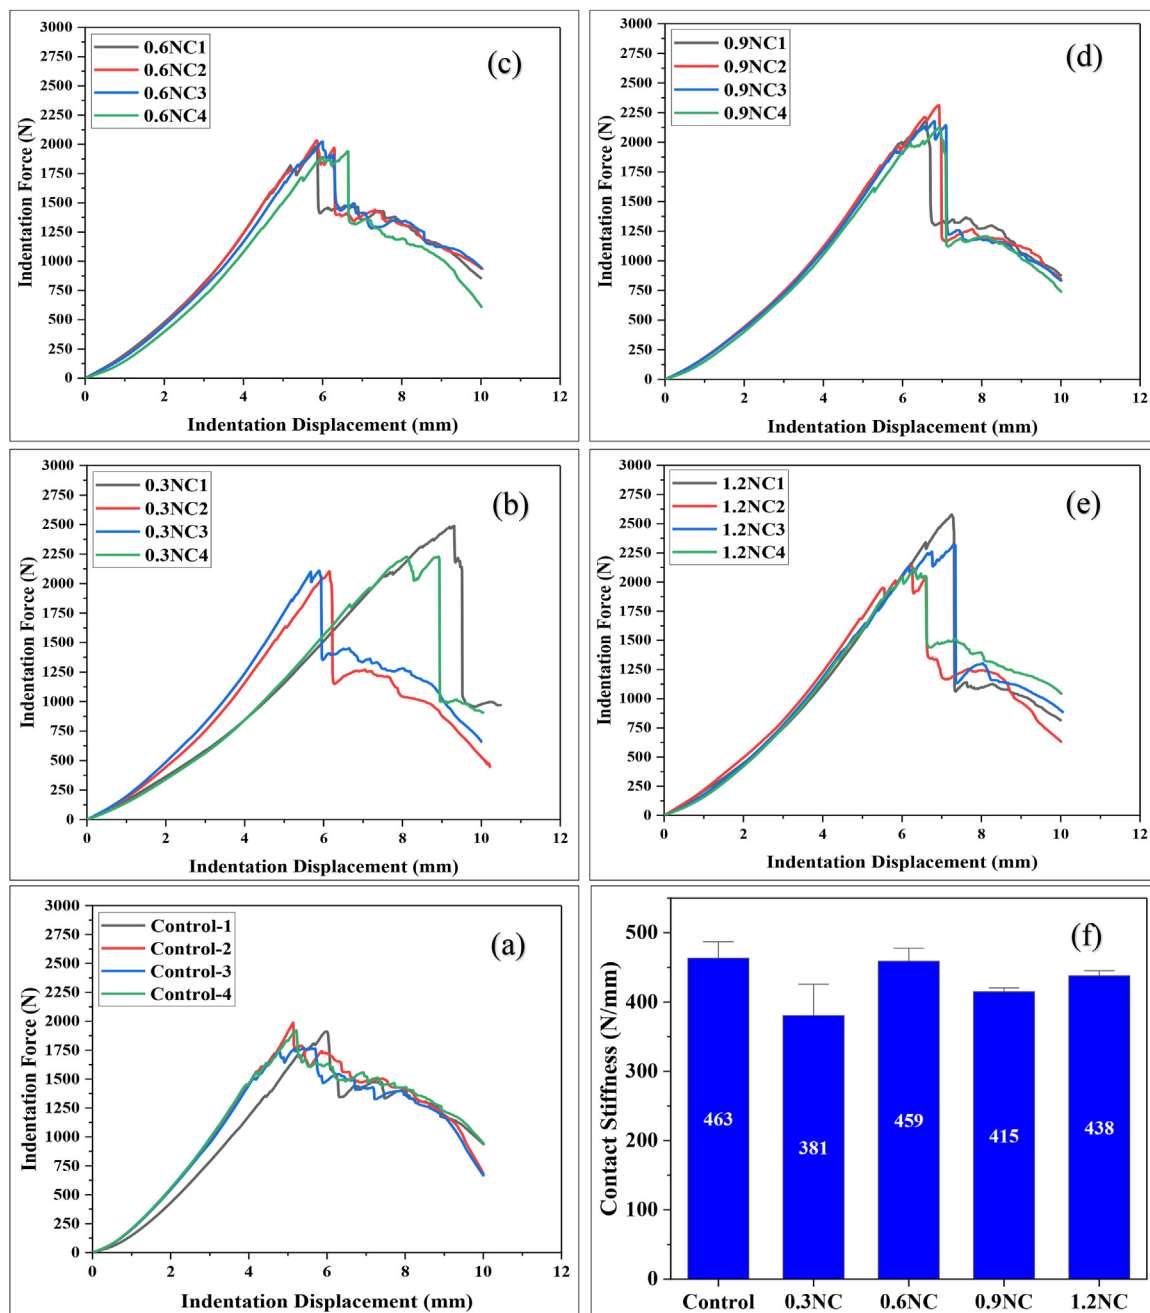 3000
2750
2500
2250
2000
1750
1500
1250
1000
750
500
250
0
Indentation Force (N)
0.6NC1
0.6NC2
0.6NC3
0.6NC4
(c)
0 2 4 6 8 10 12
Indentation Displacement (mm)
3000
2750
2500
2250
2000
1750
1500
1250
1000
750
500
250
0
Indentation Force (N)
0.9NC1
0.9NC2
0.9NC3
0.9NC4
(d)
0 2 4 6 8 10 12
Indentation Displacement (mm)
3000
2750
2500
2250
2000
1750
1500
1250
1000
750
500
250
0
Indentation Force (N)
0.3NC1
0.3NC2
0.3NC3
0.3NC4
(b)
0 2 4 6 8 10 12
Indentation Displacement (mm)
3000
2750
2500
2250
2000
1750
1500
1250
1000
750
500
250
0
Indentation Force (N)
1.2NC1
1.2NC2
1.2NC3
1.2NC4
(e)
0 2 4 6 8 10 12
Indentation Displacement (mm)
3000
2750
2500
2250
2000
1750
1500
1250
1000
750
500
250
0
Indentation Force (N)
Control-1
Control-2
Control-3
Control-4
(a)
0 2 4 6 8 10 12
Indentation Displacement (mm)
500
400
300
200
100
0
Contact Stiffness (N/mm)
(f)
463 381 459 415 438
Control 0.3NC 0.6NC 0.9NC 1.2NC